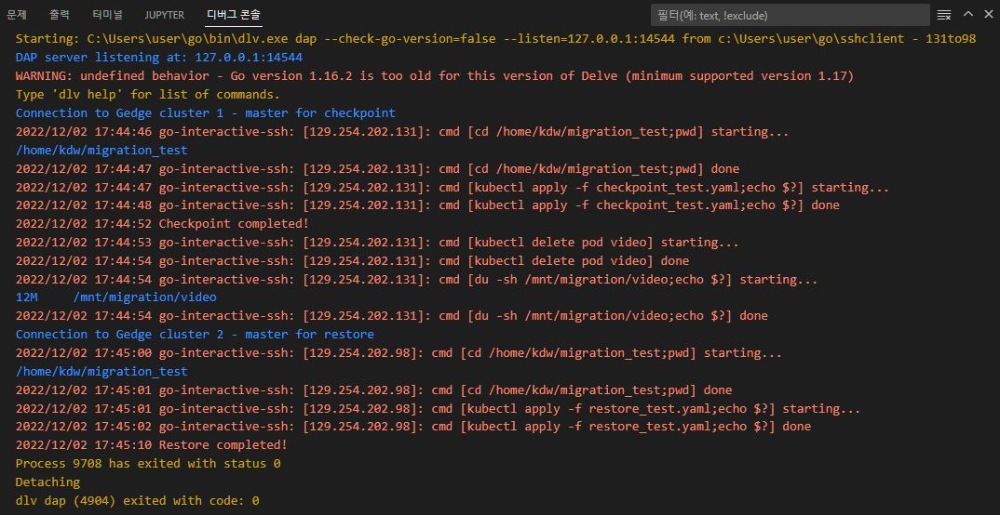 문제 출력 터미널 JUPYTER 디버그 콘솔 필터(예: text, !exclude)
Starting: C:\Users\user\go\bin\dlv.exe dap --check-go-version=false --listen=127.0.0.1:14544 from c:\Users\user\go\sshclient - 131to98
DAP server listening at: 127.0.0.1:14544
WARNING: undefined behavior - Go version 1.16.2 is too old for this version of Delve (minimum supported version 1.17)
Type 'dlv help' for list of commands.
Connection to Gedge cluster 1 - master for checkpoint
2022/12/02 17:44:46 go-interactive-ssh: [129.254.202.131]: cmd [cd /home/kdw/migration_test;pwd] starting...
/home/kdw/migration_test
2022/12/02 17:44:47 go-interactive-ssh: [129.254.202.131]: cmd [cd /home/kdw/migration_test;pwd] done
2022/12/02 17:44:47 go-interactive-ssh: [129.254.202.131]: cmd [kubectl apply -f checkpoint_test.yaml;echo $?] starting...
2022/12/02 17:44:48 go-interactive-ssh: [129.254.202.131]: cmd [kubectl apply -f checkpoint_test.yaml;echo $?] done
2022/12/02 17:44:52 Checkpoint completed!
2022/12/02 17:44:53 go-interactive-ssh: [129.254.202.131]: cmd [kubectl delete pod video] starting...
2022/12/02 17:44:54 go-interactive-ssh: [129.254.202.131]: cmd [kubectl delete pod video] done
2022/12/02 17:44:54 go-interactive-ssh: [129.254.202.131]: cmd [du -sh /mnt/migration/video;echo $?] starting...
12M /mnt/migration/video
2022/12/02 17:44:54 go-interactive-ssh: [129.254.202.131]: cmd [du -sh /mnt/migration/video;echo $?] done
Connection to Gedge cluster 2 - master for restore
2022/12/02 17:45:00 go-interactive-ssh: [129.254.202.98]: cmd [cd /home/kdw/migration_test;pwd] starting...
/home/kdw/migration_test
2022/12/02 17:45:01 go-interactive-ssh: [129.254.202.98]: cmd [cd /home/kdw/migration_test;pwd] done
2022/12/02 17:45:01 go-interactive-ssh: [129.254.202.98]: cmd [kubectl apply -f restore_test.yaml;echo $?] starting...
2022/12/02 17:45:02 go-interactive-ssh: [129.254.202.98]: cmd [kubectl apply -f restore_test.yaml;echo $?] done
2022/12/02 17:45:10 Restore completed!
Process 9708 has exited with status 0
Detaching
dlv dap (4904) exited with code: 0